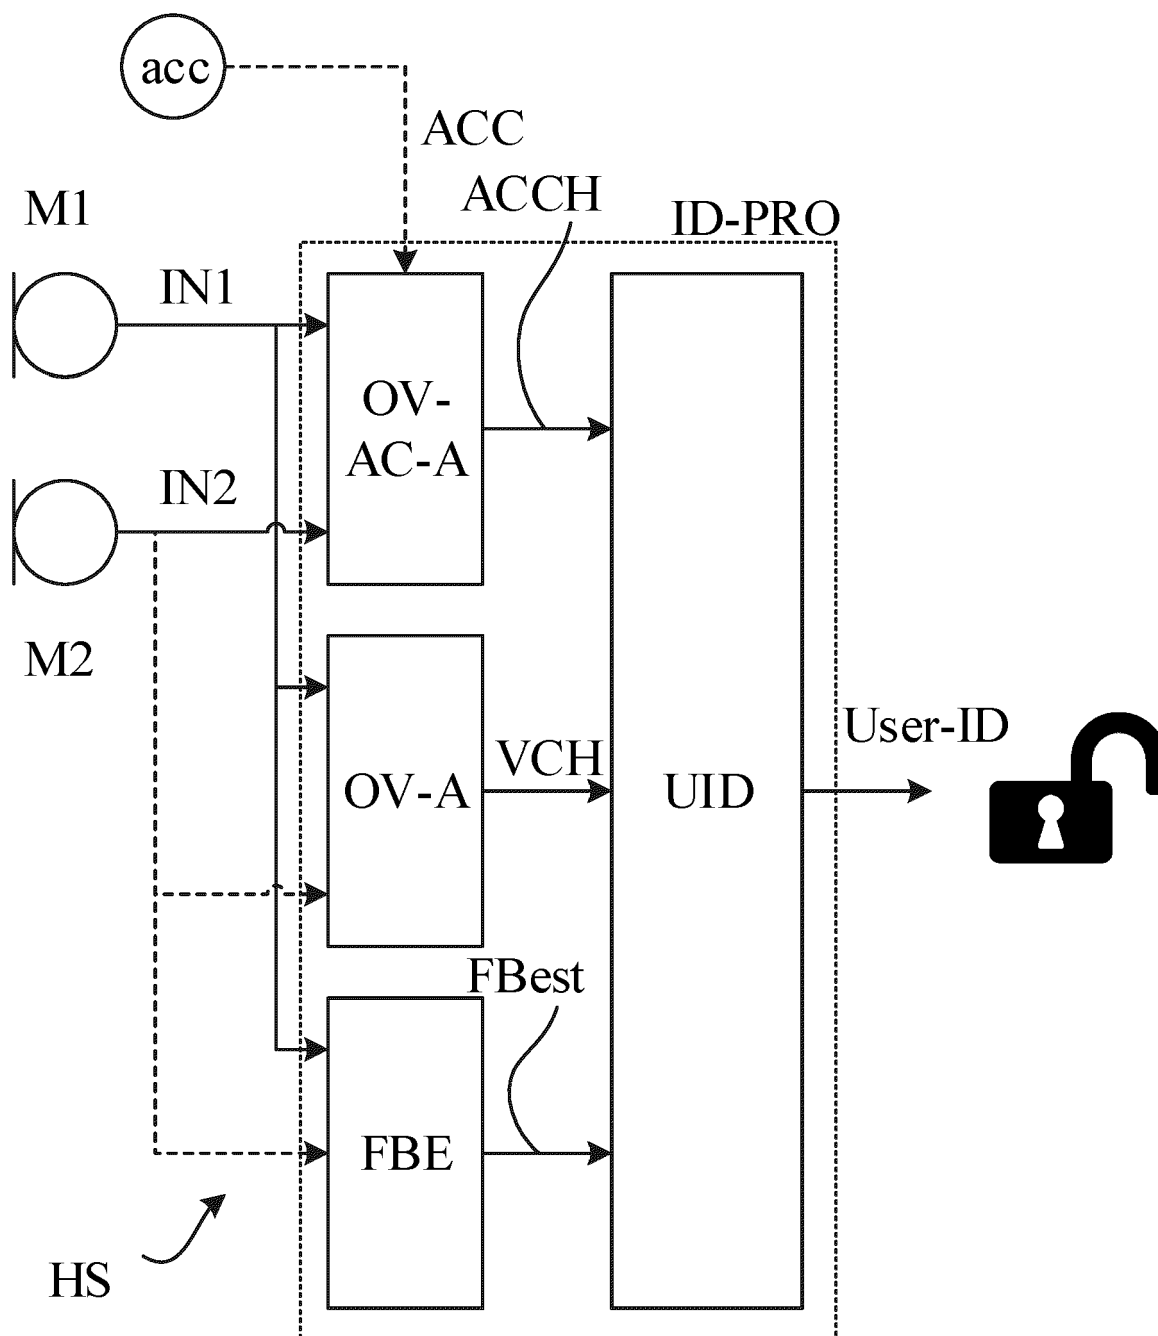 acc
ACC
ACCH
M1
ID-PRO
IN1
OV-
AC-A
IN2
M2
User-ID
VCH
OV-A
UID
FBest
FBE
HS